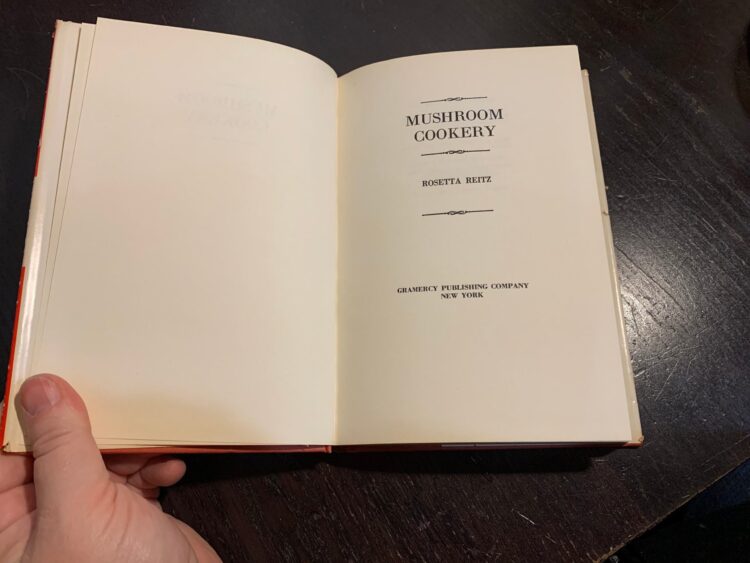 MUSHROOM
COOKERY
ROSETTA REITZ
GRAMERCY PUBLISHING COMPANY
NEW YORK